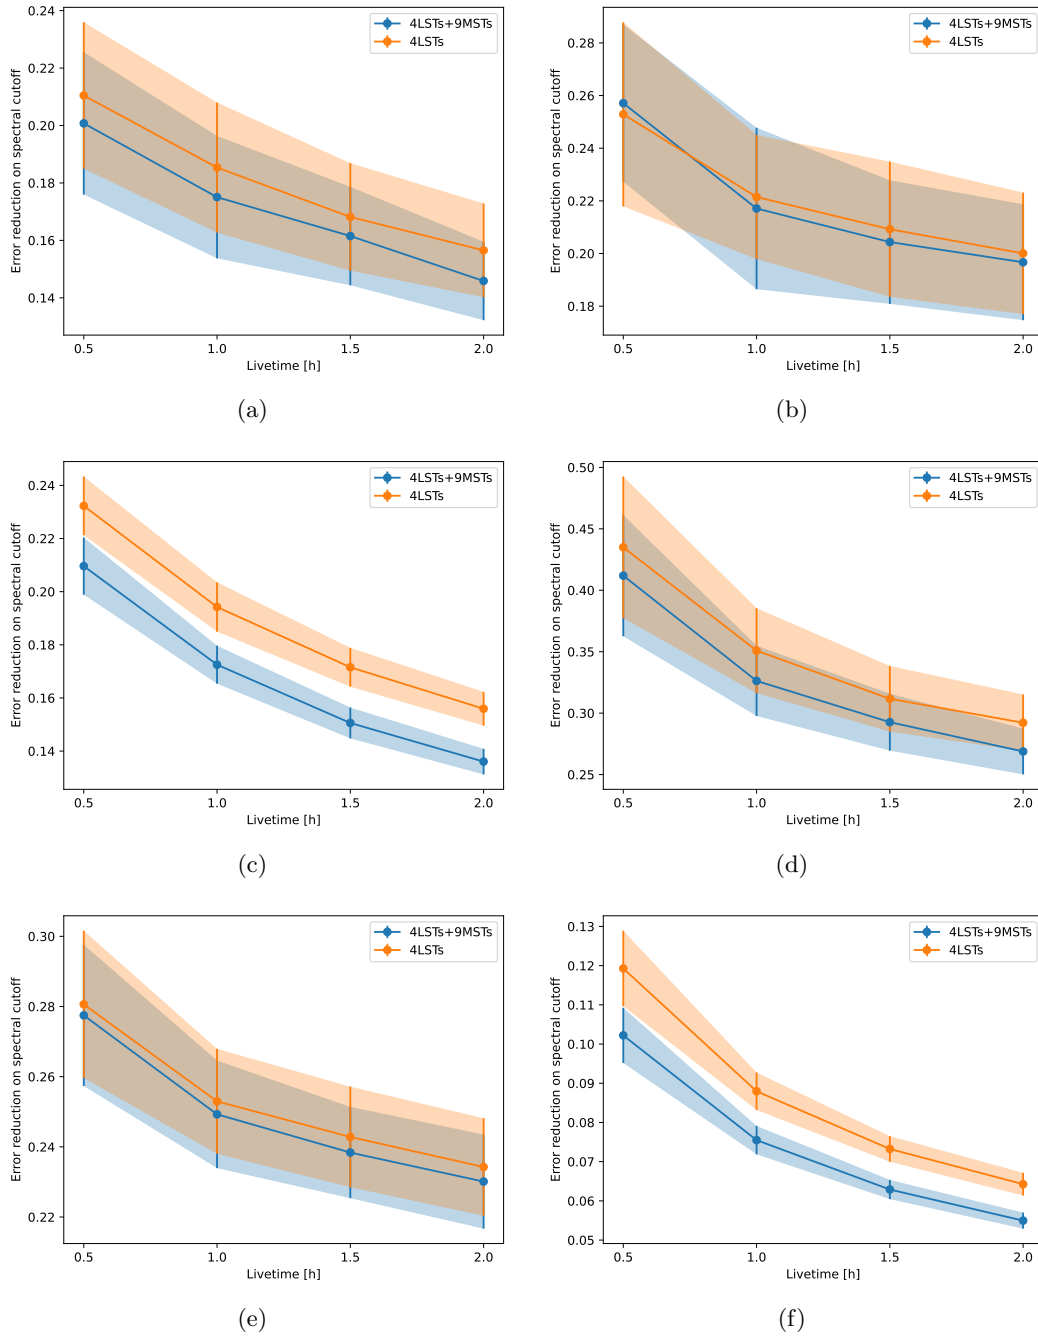 0.24
0.22
0.20
0.18
0.16
0.14
Error reduction on spectral cutoff
4LSTs+9MSTs
4LSTs
0.5 1.0 1.5 2.0
Livetime [h]
(a)
0.28
0.26
0.24
0.22
0.20
0.18
Error reduction on spectral cutoff
4LSTs+9MSTs
4LSTs
0.5 1.0 1.5 2.0
Livetime [h]
(b)
0.24
0.22
0.20
0.18
0.16
0.14
Error reduction on spectral cutoff
4LSTs+9MSTs
4LSTs
0.5 1.0 1.5 2.0
Livetime [h]
(c)
0.50
0.45
0.40
0.35
0.30
0.25
Error reduction on spectral cutoff
4LSTs+9MSTs
4LSTs
0.5 1.0 1.5 2.0
Livetime [h]
(d)
0.30
0.28
0.26
0.24
0.22
Error reduction on spectral cutoff
4LSTs+9MSTs
4LSTs
0.5 1.0 1.5 2.0
Livetime [h]
(e)
0.13
0.12
0.11
0.10
0.09
0.08
0.07
0.06
0.05
Error reduction on spectral cutoff
4LSTs+9MSTs
4LSTs
0.5 1.0 1.5 2.0
Livetime [h]
(f)